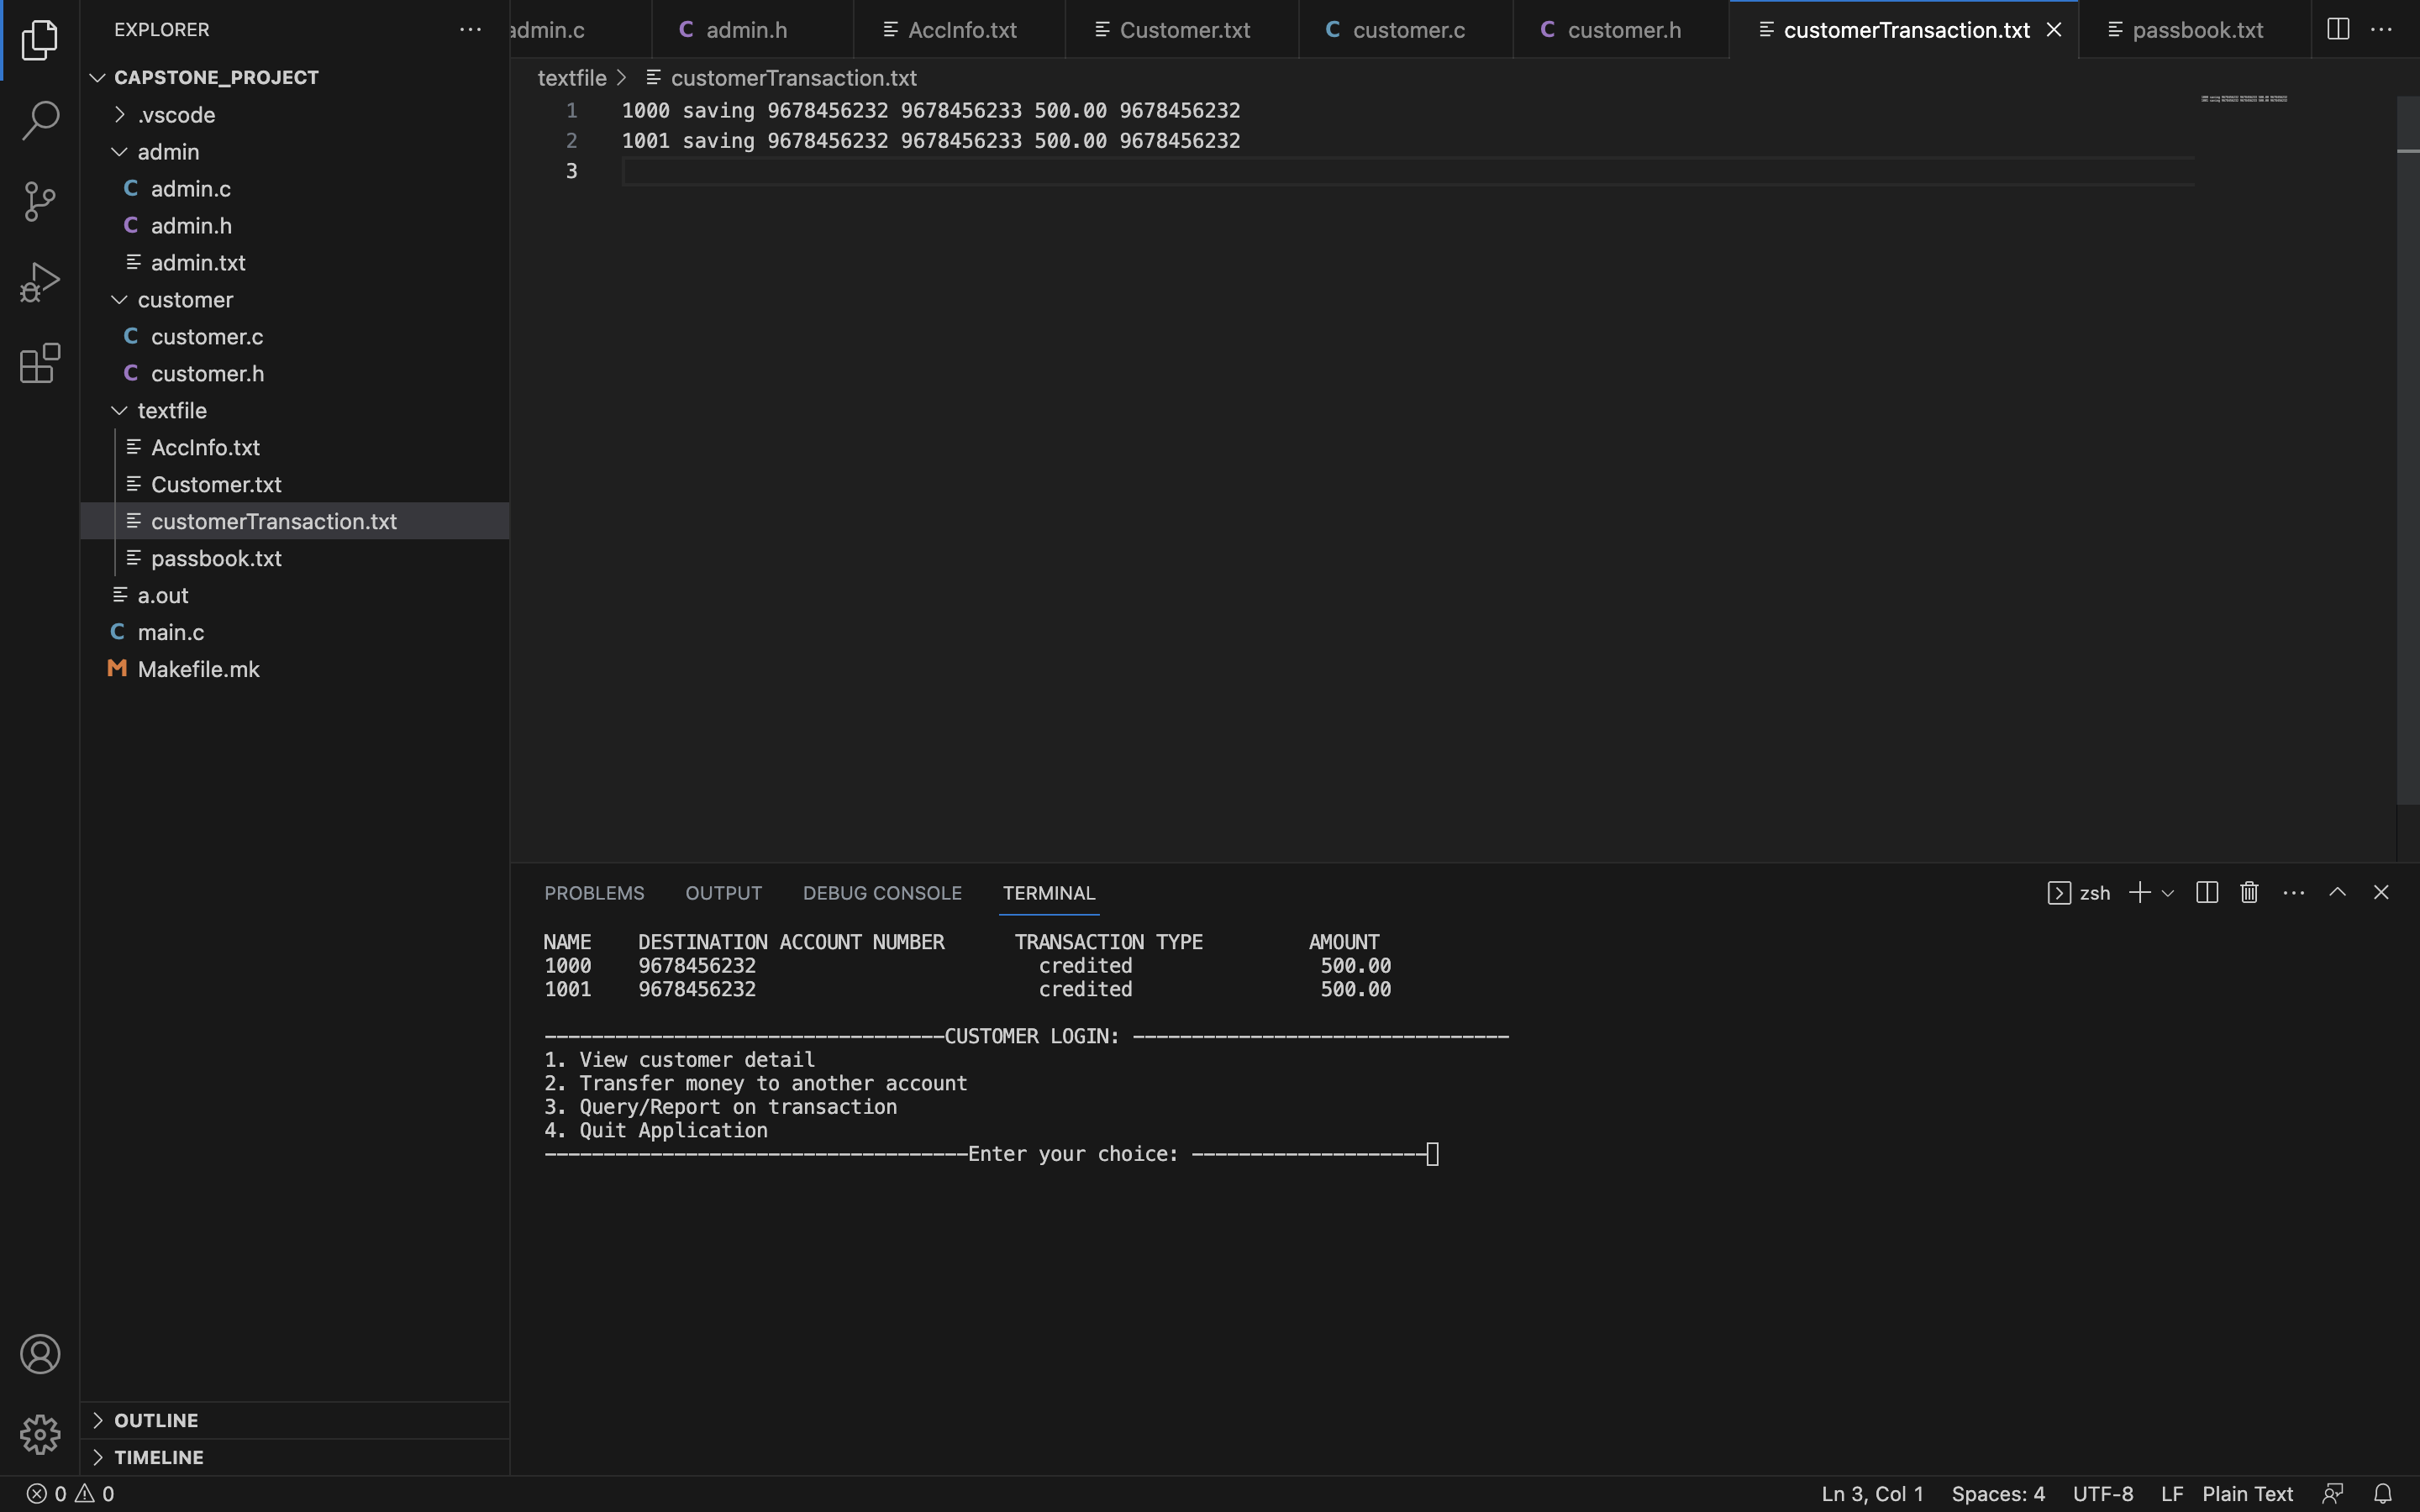 EXPLORER
CAPSTONE_PROJECT
.vscode
admin
C admin.c
C admin.h
admin.txt
customer
C customer.c
C customer.h
textfile
AccInfo.txt
Customer.txt
customerTransaction.txt
passbook.txt
a.out
C main.c
M Makefile.mk
OUTLINE
TIMELINE
admin.c C admin.h AccInfo.txt Customer.txt C customer.c C customer.h customerTransaction.txt passbook.txt
textfile > customerTransaction.txt
1 1000 saving 9678456232 9678456233 500.00 9678456232
2 1001 saving 9678456232 9678456233 500.00 9678456232
3
PROBLEMS OUTPUT DEBUG CONSOLE TERMINAL zsh
NAME DESTINATION ACCOUNT NUMBER TRANSACTION TYPE AMOUNT
1000 9678456232 credited 500.00
1001 9678456232 credited 500.00
----------------------------------CUSTOMER LOGIN: --------------------------------
1. View customer detail
2. Transfer money to another account
3. Query/Report on transaction
4. Quit Application
------------------------------------Enter your choice: --------------------
0 0 Ln 3, Col 1 Spaces: 4 UTF-8 LF Plain Text